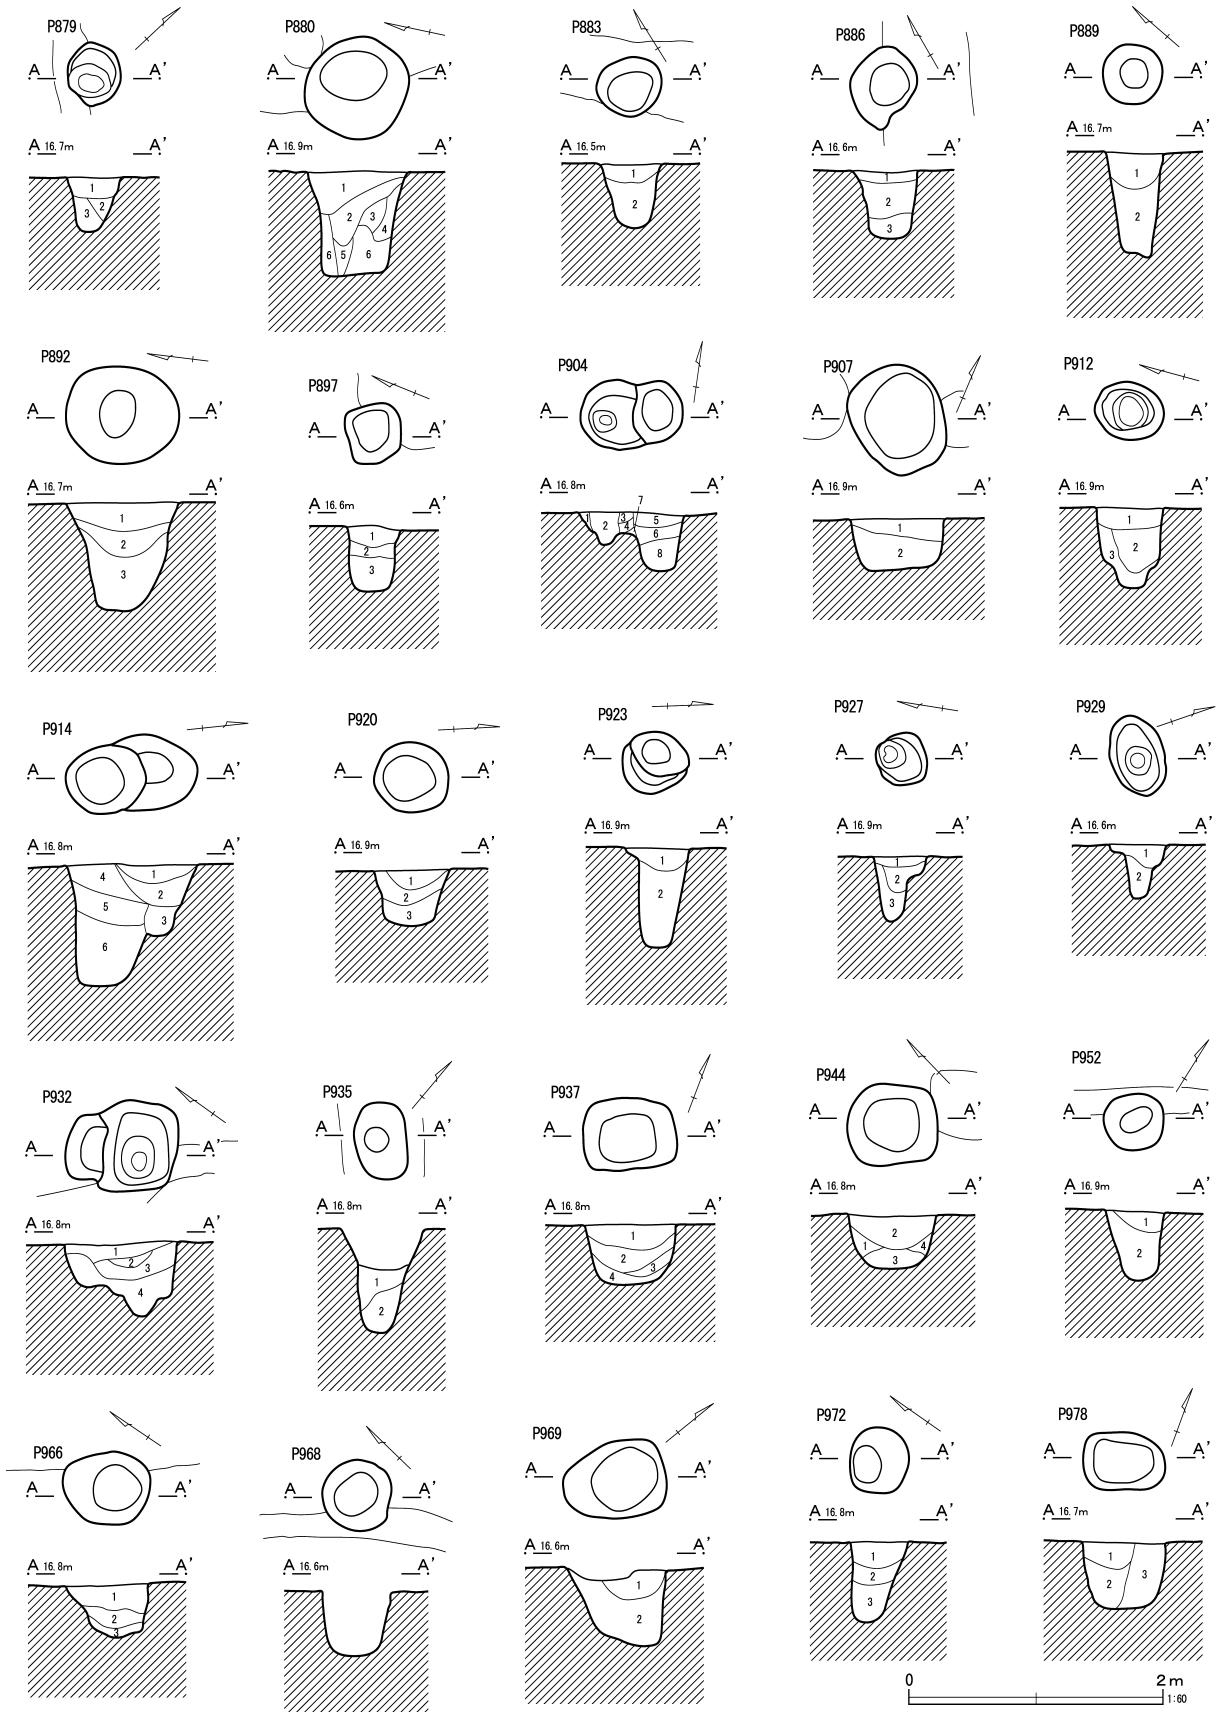 P879
A A'
A 16.7m A'
1
2
3
P880
A A'
A 16.9m A'
1
2
3
4
6 5 6
P883
A A'
A 16.5m A'
1
2
P886
A A'
A 16.6m A'
1
2
3
P889
A A'
A 16.7m A'
1
2
P892
A A'
A 16.7m A'
1
2
3
P897
A A'
A 16.6m A'
1
2
3
P904
A A'
A 16.8m A'
7
1 2 3 5
4 6
8
P907
A A'
A 16.9m A'
1
2
P912
A A'
A 16.9m A'
1
2
3
P914
A A'
A 16.8m A'
4 1
2
5
3
6
P920
A A'
A 16.9m A'
1
2
3
P923
A A'
A 16.9m A'
1
2
P927
A A'
A 16.9m A'
1
2
3
P929
A A'
A 16.6m A'
1
2
P932
A A'
A 16.8m A'
1
2
3
4
P935
A A'
A 16.8m A'
1
2
P937
A A'
A 16.8m A'
1
2
3
4
P944
A A'
A 16.8m A'
2
1 4
3
P952
A A'
A 16.9m A'
1
2
P966
A A'
A 16.8m A'
1
2
3
P968
A A'
A 16.6m A'
P969
A A'
A 16.6m A'
1
2
P972
A A'
A 16.8m A'
1
2
3
P978
A A'
A 16.7m A'
1
3
2
0 2m
1:60